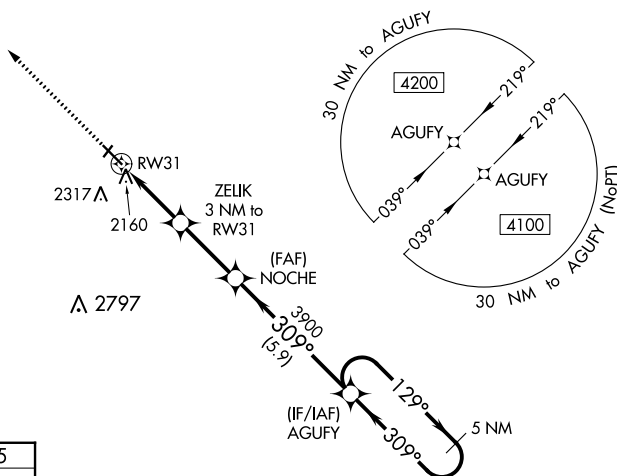 30 NM to AGUFY
4200
219°
AGUFY
039°
219°
AGUFY
039°
4100
30 NM to AGUFY (NoPT)
RW31
2317
2160
ZELIK
3 NM to
RW31
(FAF)
NOCHE
2797
3900
309°
(5.9)
(IF/IAF)
AGUFY
129°
309°
5 NM
5